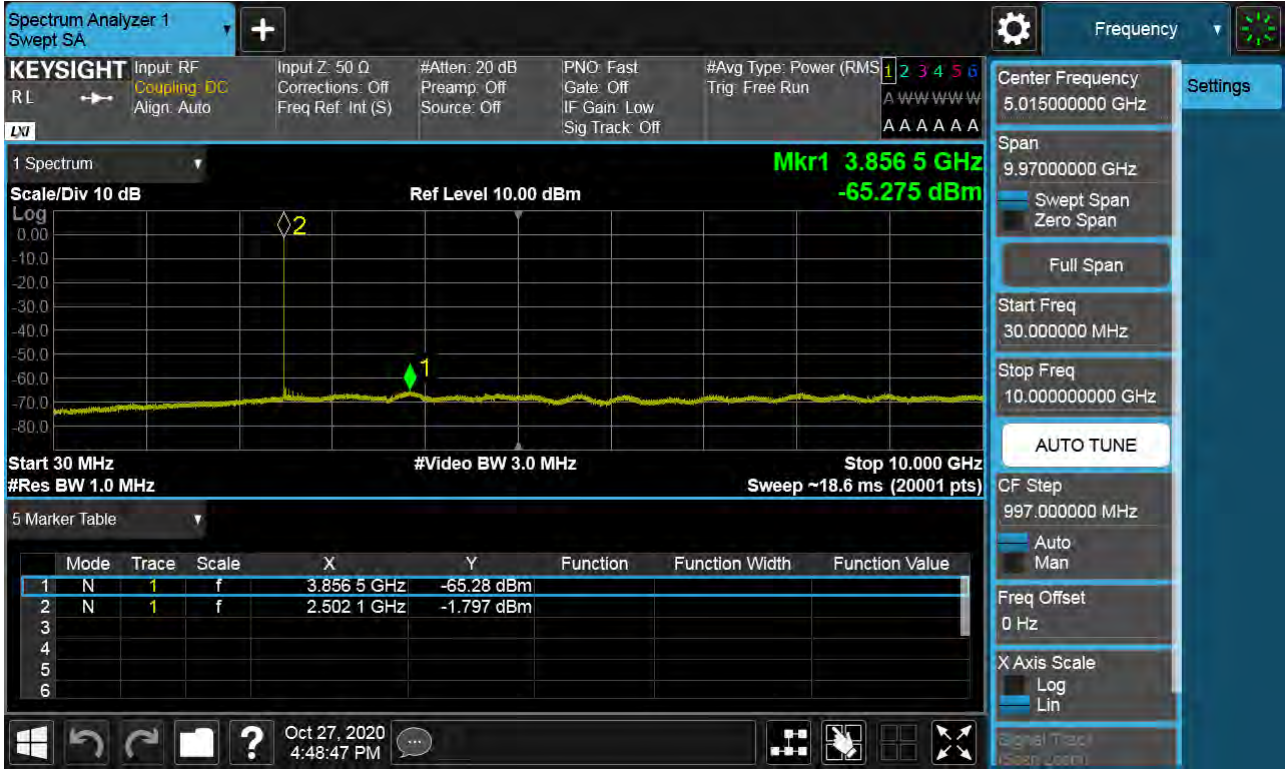 Spectrum Analyzer 1
Swept SA
+
Frequency
KEYSIGHT
RL
LXI
Input: RF
Coupling: DC
Align: Auto
Input Z: 50 Ω
Corrections: Off
Freq Ref: Int (S)
#Atten: 20 dB
Preamp: Off
Source: Off
PNO: Fast
Gate: Off
IF Gain: Low
Sig Track: Off
#Avg Type: Power (RMS
Trig: Free Run
1 2 3 4 5 6
A W W W W W
A A A A A A
1 Spectrum
Mkr1 3.856 5 GHz
-65.275 dBm
Scale/Div 10 dB
Ref Level 10.00 dBm
Log
0.00
-10.0
-20.0
-30.0
-40.0
-50.0
-60.0
-70.0
-80.0
2
1
Start 30 MHz
#Video BW 3.0 MHz
Stop 10.000 GHz
#Res BW 1.0 MHz
Sweep ~18.6 ms (20001 pts)
5 Marker Table
Mode Trace Scale X Y Function Function Width Function Value
1 N 1 f 3.856 5 GHz -65.28 dBm
2 N 1 f 2.502 1 GHz -1.797 dBm
3
4
5
6
Oct 27, 2020
4:48:47 PM
?
Center Frequency
5.015000000 GHz
Settings
Span
9.97000000 GHz
Swept Span
Zero Span
Full Span
Start Freq
30.000000 MHz
Stop Freq
10.000000000 GHz
AUTO TUNE
CF Step
997.000000 MHz
Auto
Man
Freq Offset
0 Hz
X Axis Scale
Log
Lin
Signal Track
(Span Zoom)